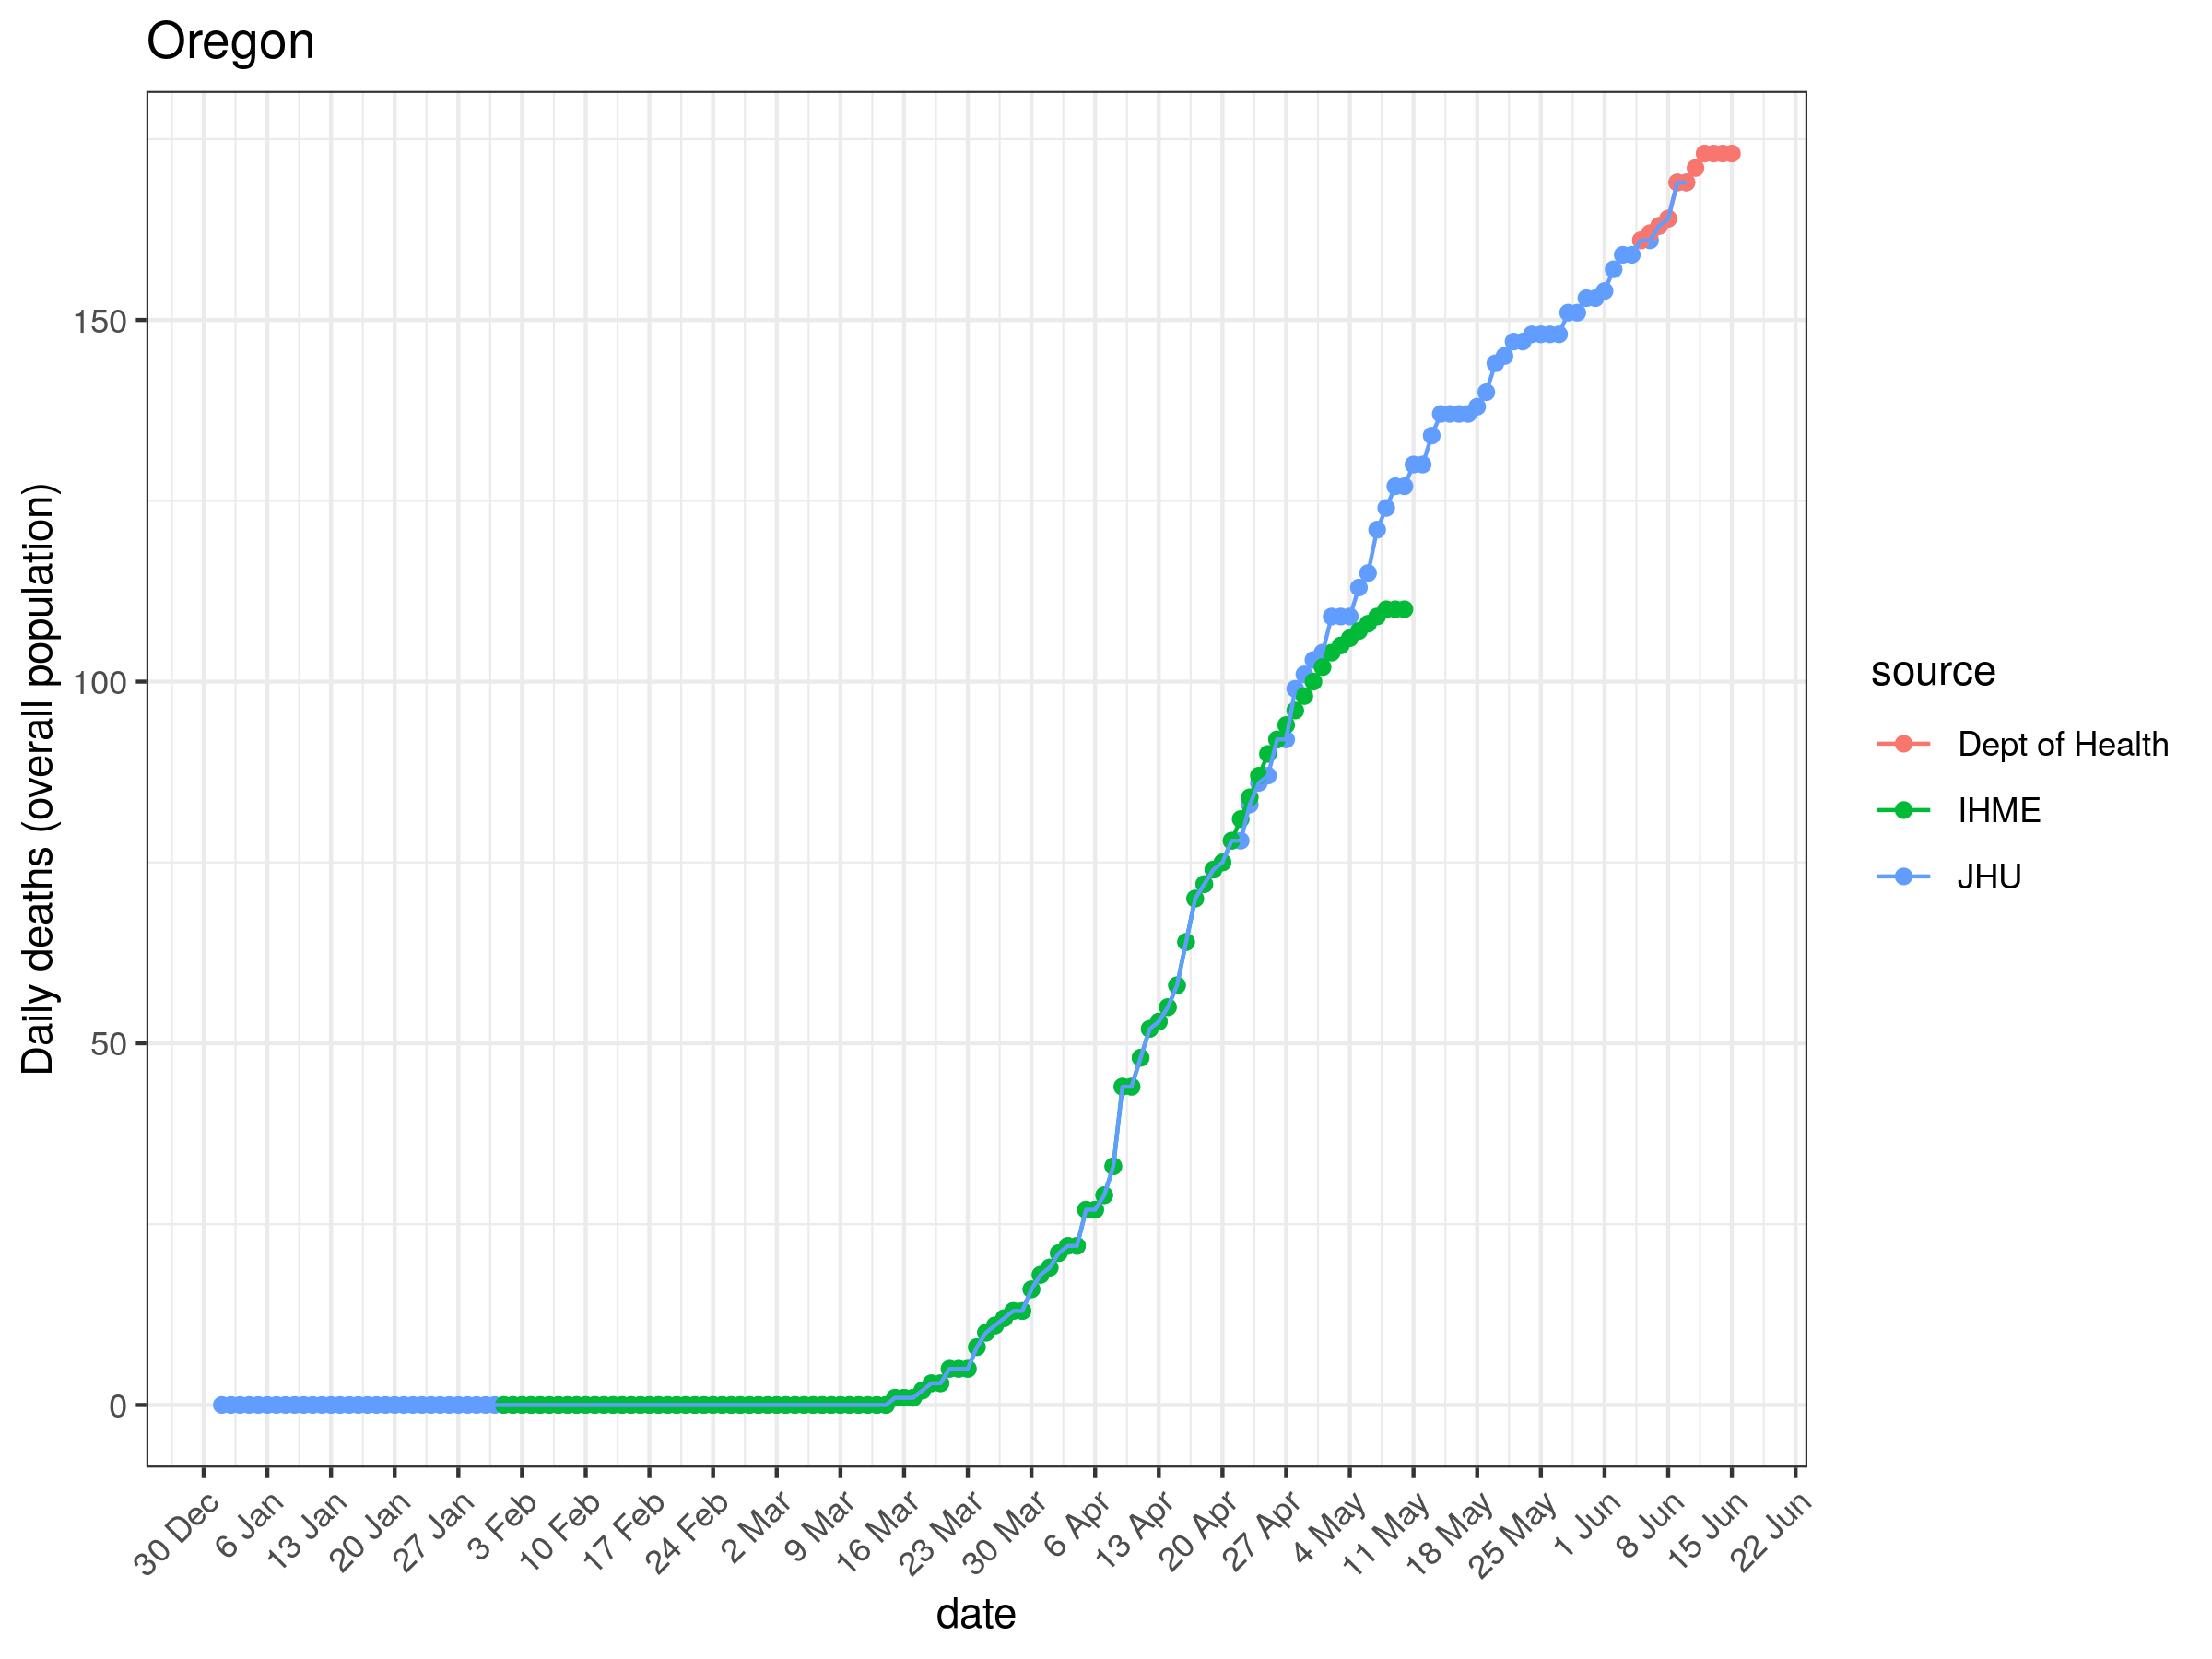 Oregon
Daily deaths (overall population)
150
100
50
0
30 Dec
6 Jan
13 Jan
20 Jan
27 Jan
3 Feb
10 Feb
17 Feb
24 Feb
2 Mar
9 Mar
16 Mar
23 Mar
30 Mar
6 Apr
13 Apr
20 Apr
27 Apr
4 May
11 May
18 May
25 May
1 Jun
8 Jun
15 Jun
22 Jun
date
source
Dept of Health
IHME
JHU